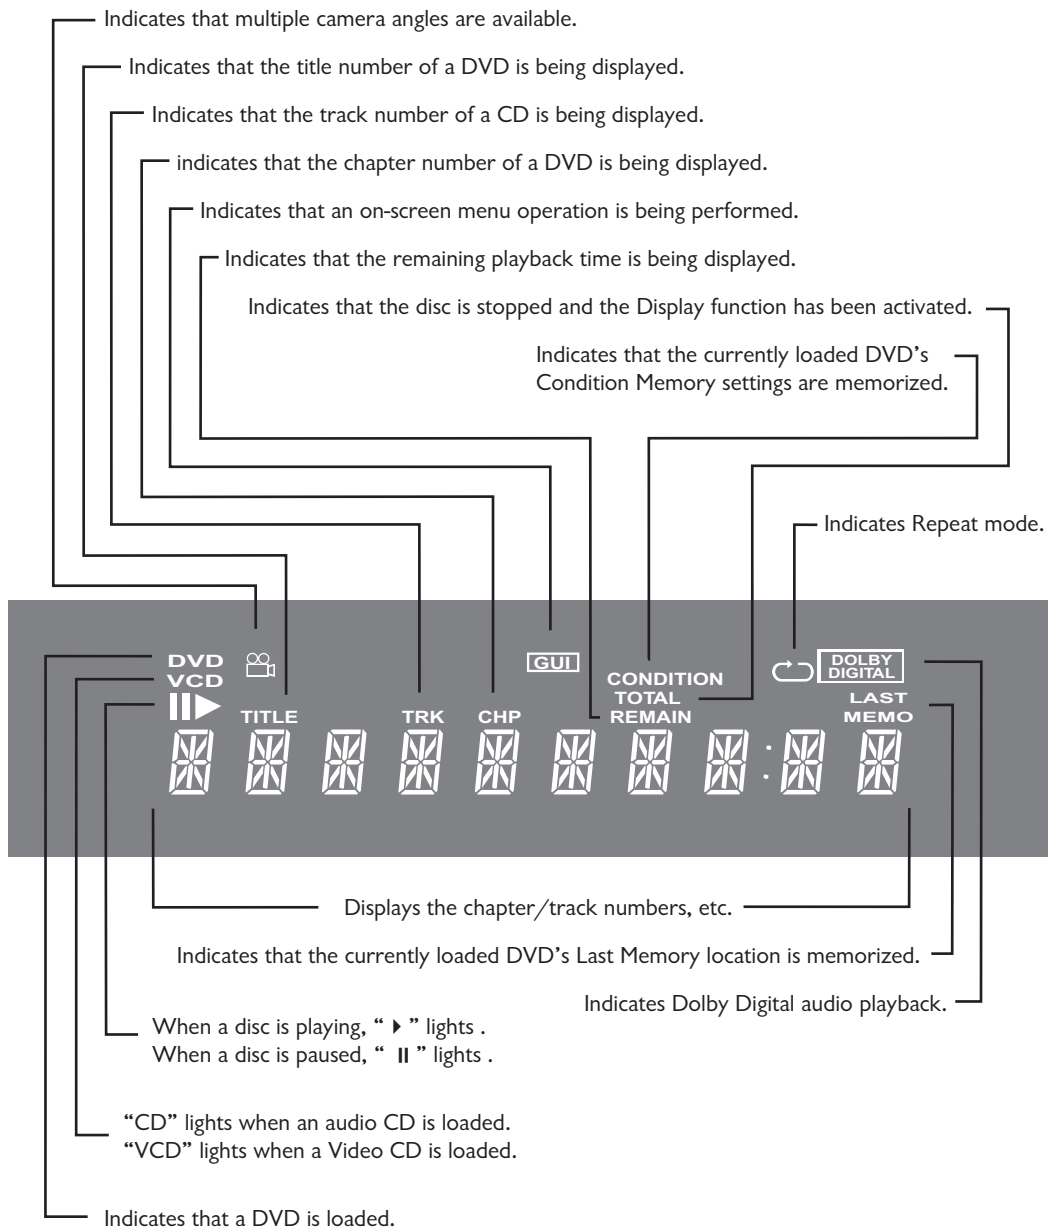 Indicates that multiple camera angles are available.
Indicates that the title number of a DVD is being displayed.
Indicates that the track number of a CD is being displayed.
indicates that the chapter number of a DVD is being displayed.
Indicates that an on-screen menu operation is being performed.
Indicates that the remaining playback time is being displayed.
Indicates that the disc is stopped and the Display function has been activated.
Indicates that the currently loaded DVD's
Condition Memory settings are memorized.
Indicates Repeat mode.
DVD
VCD
GUI
CONDITION
TOTAL
REMAIN
DOLBY
DIGITAL
LAST
MEMO
TITLE
TRK
CHP
Displays the chapter/track numbers, etc.
Indicates that the currently loaded DVD's Last Memory location is memorized.
Indicates Dolby Digital audio playback.
When a disc is playing, “ ▶ ” lights .
When a disc is paused, “ II ” lights .
“CD” lights when an audio CD is loaded.
“VCD” lights when a Video CD is loaded.
Indicates that a DVD is loaded.